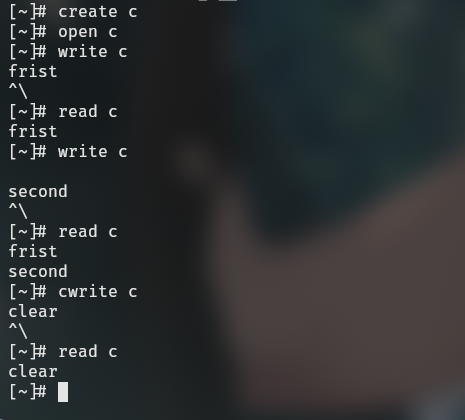 [~]# create c
[~]# open c
[~]# write c
frist
^\
[~]# read c
frist
[~]# write c

second
^\
[~]# read c
frist
second
[~]# cwrite c
clear
^\
[~]# read c
clear
[~]#